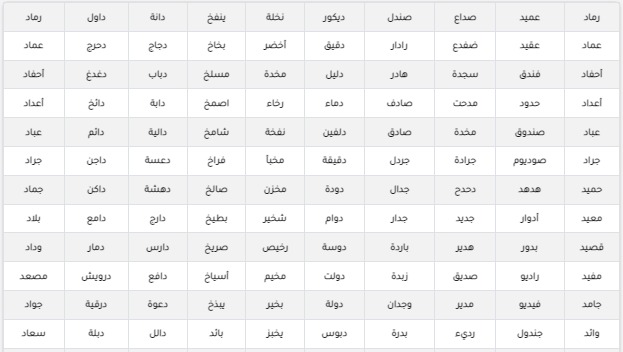 رماد عميد صداع صندل ديكور نخلة ينفخ دانة داول رماد
عماد عقيد ضفدع رادار دقيق أخضر بخاخ دجاج دحرج عماد
أحفاد فندق سجدة هادر دليل مخدة مسلخ دباب دغدغ أحفاد
أعداد حدود مدحت صادف دماء رخاء اصمخ دابة دائخ أعداد
عباد صندوق مخدة صادق دلفين نفخة شامخ دالية دائم عباد
جراد صوديوم جرادة جردل دقيقة مخبأ فراخ دعسة داجن جراد
حميد هدهد دحدح جدال دودة مخزن صالخ دهشة داكن جماد
معيد أدوار جديد جدار دوام شخير بطيخ دارج دامع بلاد
قصيد بدور هدير باردة دوسة رخيص صريخ دارس دمار وداد
مفيد راديو صديق زبدة دولت مخيم أسياخ دافع درويش مصعد
جامد فيديو مدير وجدان دولة بخير يبذخ دعوة درقية جواد
وائد جندول رديء بدرة دبوس يخبز بائد دالل دبلة سعاد